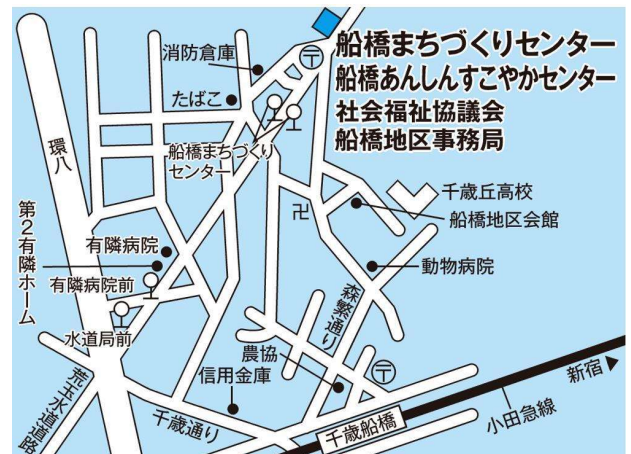 船橋まちづくりセンター
船橋あんしんすこやかセンター
社会福祉協議会
船橋地区事務局
消防倉庫
〒
たばこ
船橋まちづくり
センター
環八
卍
千歳丘高校
船橋地区会館
第2有隣ホーム
有隣病院
有隣病院前
動物病院
水道局前
森繁通り
農協
〒
信用金庫
新宿
荒玉水道道路
千歳通り
千歳船橋
小田急線